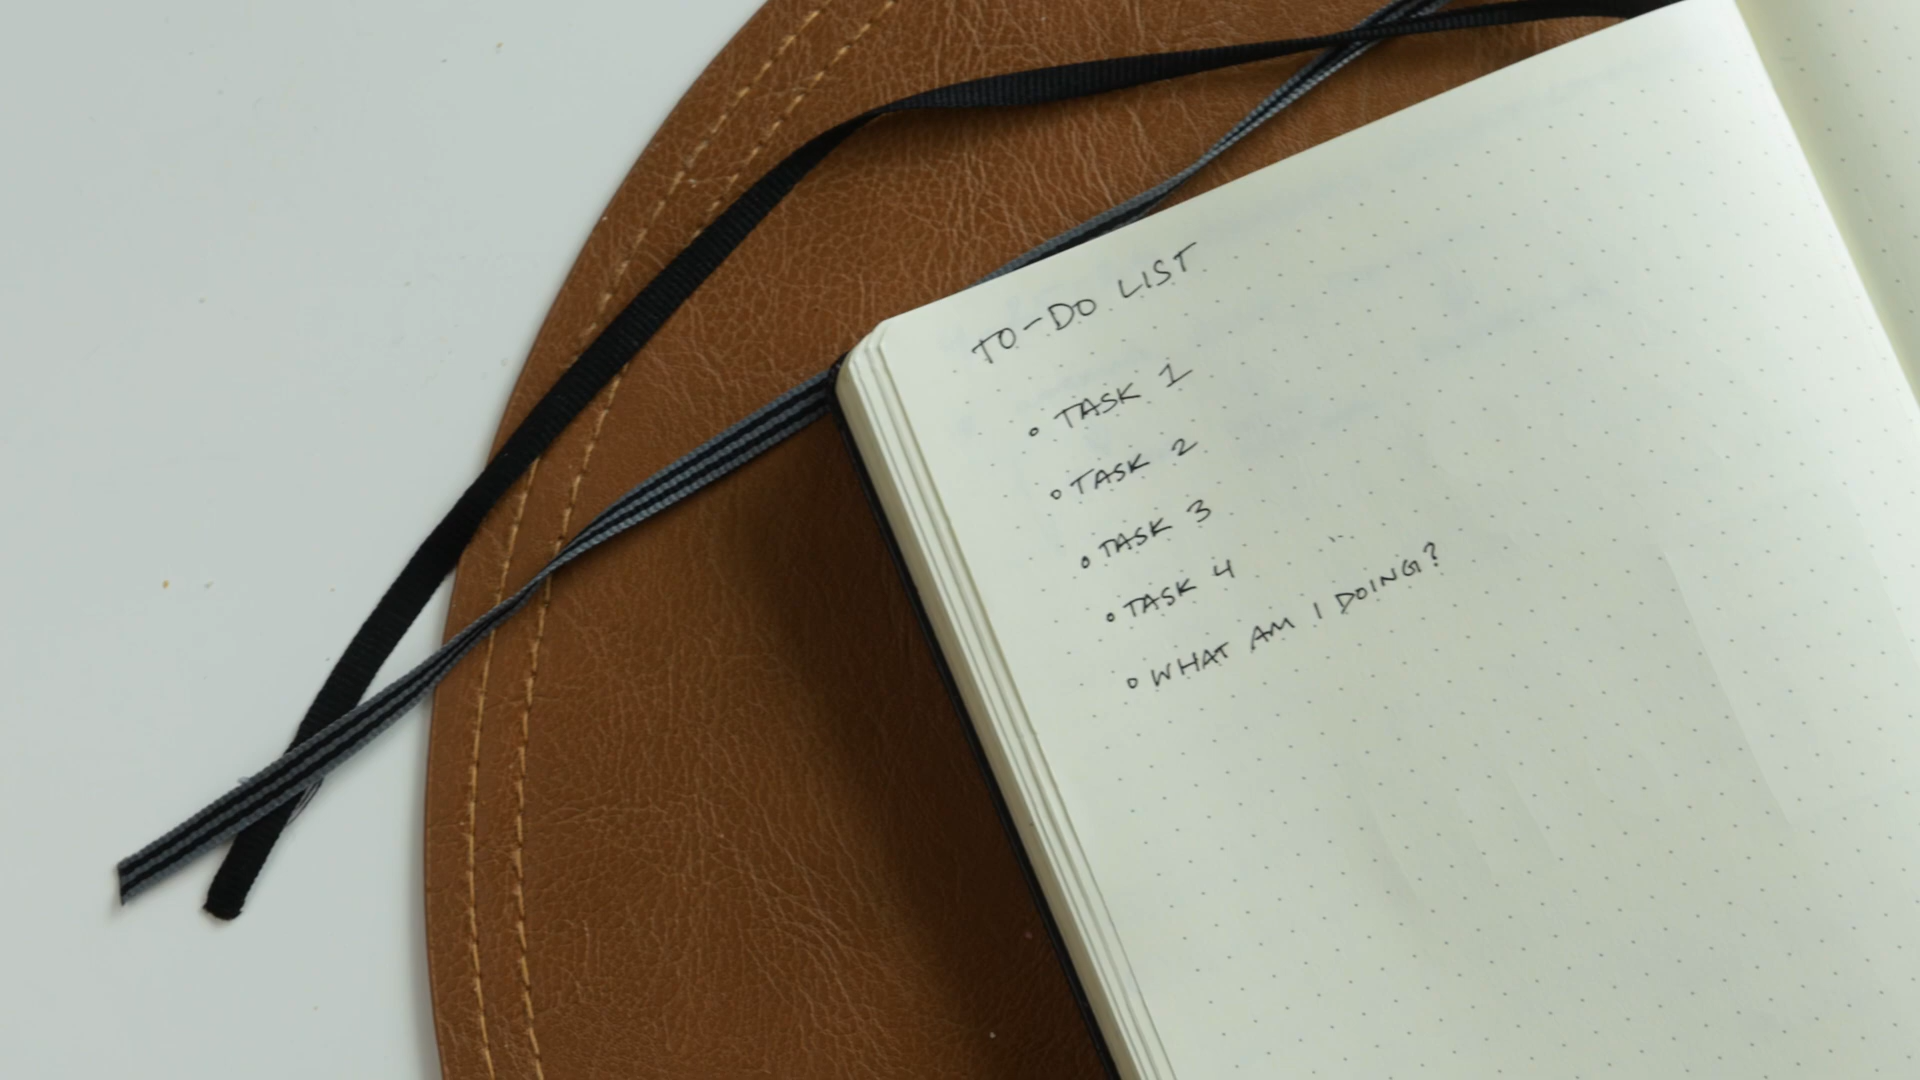 TO-DO LIST
° TASK 1
° TASK 2
° TASK 3
° TASK 4
° WHAT AM I DOING?